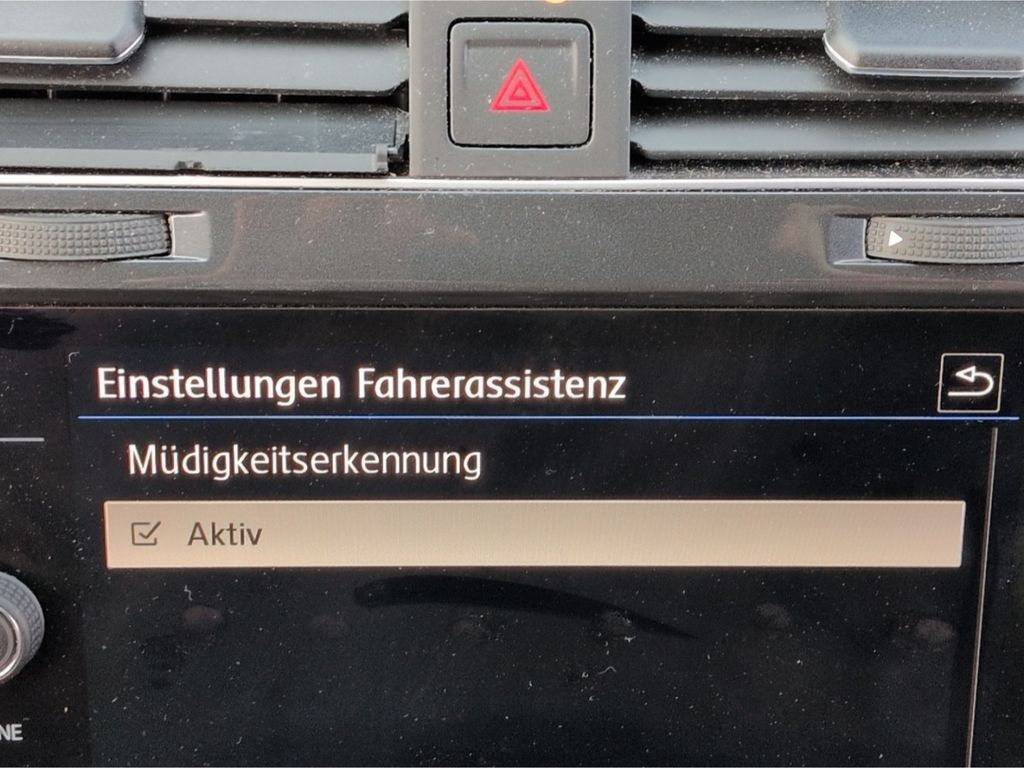 Einstellungen Fahrerassistenz
Müdigkeitserkennung
Aktiv
NE